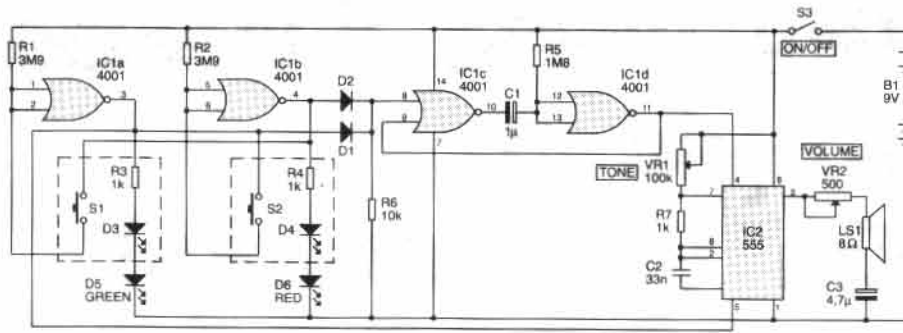 R1
3M9
1
2
IC1a
4001
3
R2
3M9
5
6
IC1b
4001
4
D2
D1
R6
10k
8
9
14
7
IC1c
4001
10
C1
1µ
R5
1M8
12
13
IC1d
4001
11
S3
ON/OFF
B1
9V
S1
R3
1k
D3
D5
GREEN
S2
R4
1k
D4
D6
RED
TONE
VR1
100k
R7
1k
C2
33n
7
6
2
4
8
3
5
1
IC2
555
VOLUME
VR2
500
LS1
8Ω
C3
4,7µ